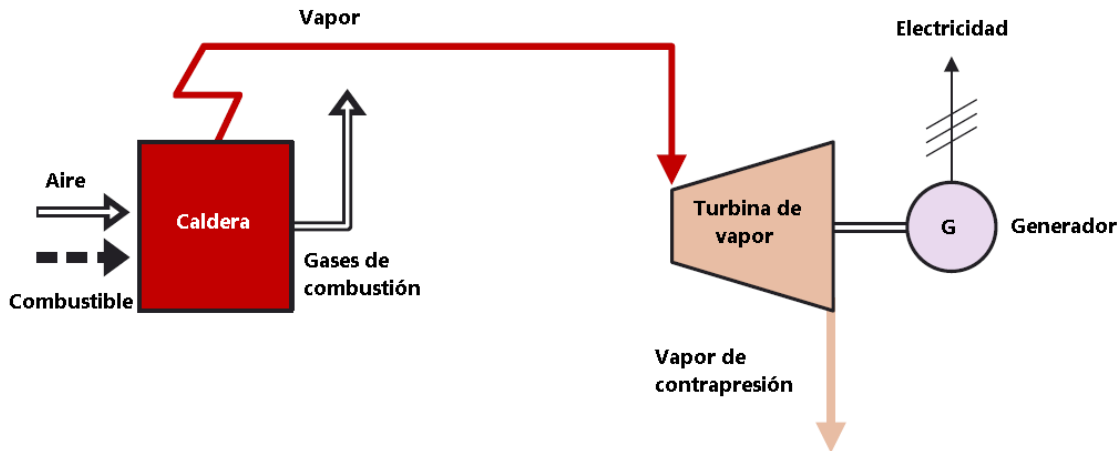 Vapor
Electricidad
Aire
Caldera
Combustible
Gases de
combustión
Turbina de
vapor
G
Generador
Vapor de
contrapresión